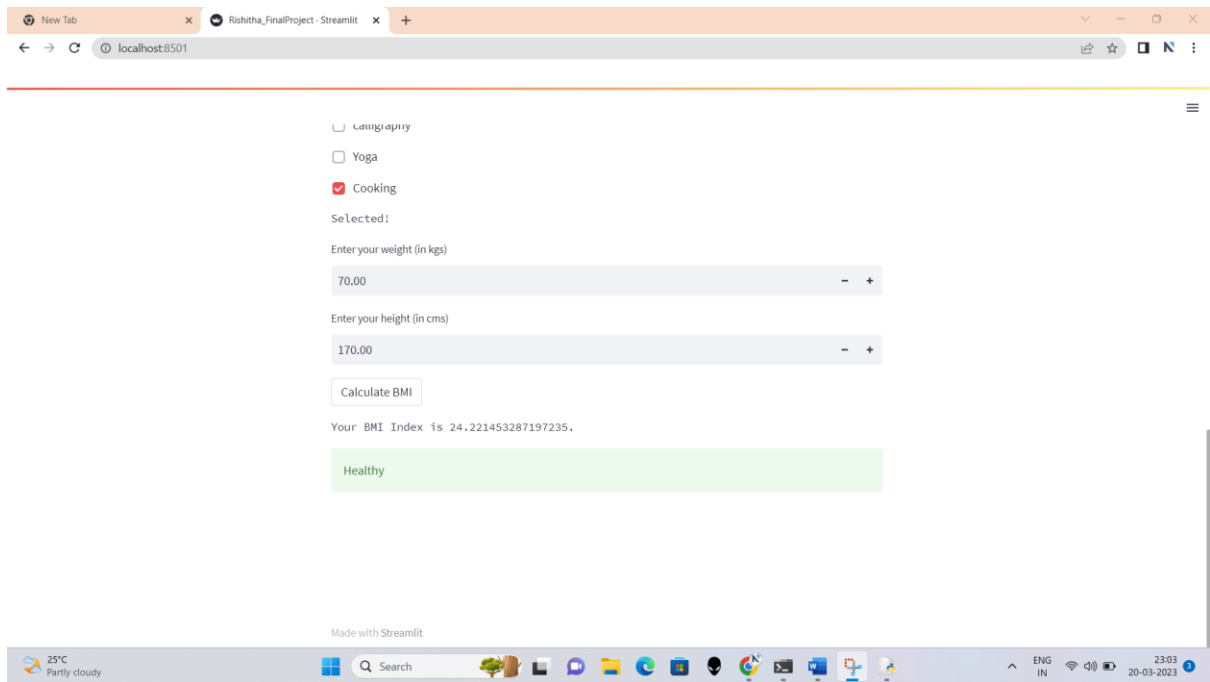 New Tab
Rishitha_FinalProject - Streamlit
localhost:8501
Calligraphy
Yoga
Cooking
Selected!
Enter your weight (in kgs)
70.00
Enter your height (in cms)
170.00
Calculate BMI
Your BMI Index is 24.221453287197235.
Healthy
Made with Streamlit
25°C
Partly cloudy
Search
ENG
IN
23:03
20-03-2023
3